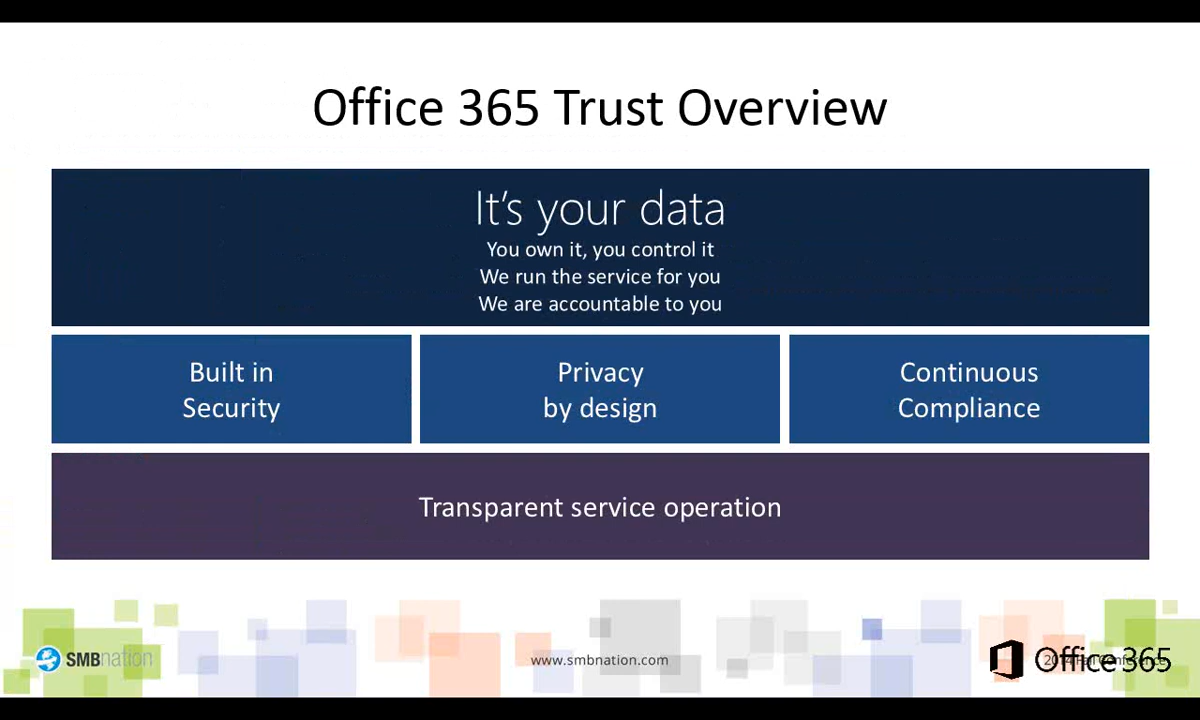 Office 365 Trust Overview
It's your data
You own it, you control it
We run the service for you
We are accountable to you
Built in
Security
Privacy
by design
Continuous
Compliance
Transparent service operation
SMBnation
www.smbnation.com
Office 365